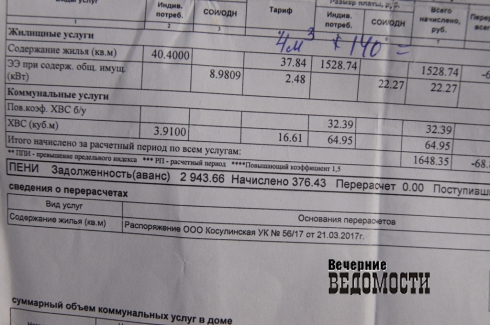 Индив. потреб. СОИ/ОДН Тариф Индив. потреб. СОИ/ОДН Всего начислено, руб.
1 2 3
Жилищные услуги
4м³ * 140 =
Содержание жилья (кв.м) 40.4000 37.84 1528.74 1528.74
ЭЭ при содерж. общ. имущ. (кВт) 8.9809 2.48 22.27 22.27
Коммунальные услуги
Пов.коэф. ХВС б/у 32.39 32.39
ХВС (куб.м) 3.9100 16.61 64.95 64.95
Итого начислено за расчетный период по всем услугам: 1648.35 -68.
** ППИ - превышение предельного индекса *** РП - расчетный период ****Повышающий коэффициент 1,5
ПЕНИ Задолженность(аванс) 2 943.66 Начислено 376.43 Перерасчет 0.00 Поступивш
сведения о перерасчетах
Вид услуг Основания перерасчетов
Содержание жилья (кв.м) Распоряжение ООО Косулинская УК № 56/17 от 21.03.2017г.
Вечерние
ВЕДОМОСТИ
суммарный объем коммунальных услуг в доме